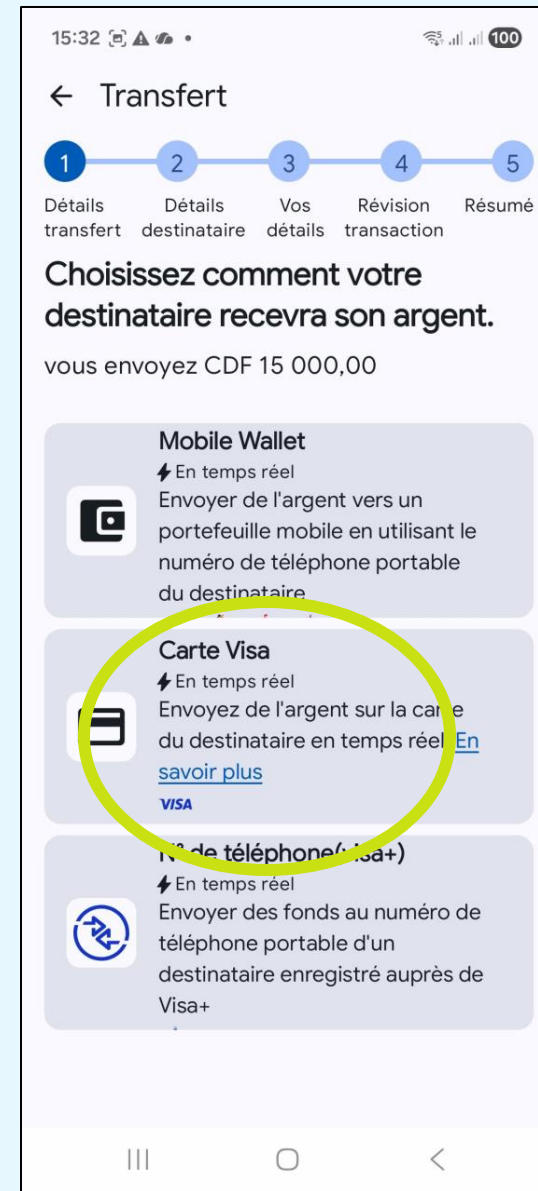 15:32
100
← Transfert
1 2 3 4 5
Détails transfert
Détails destinataire
Vos détails
Révision transaction
Résumé
Choisissez comment votre
destinataire recevra son argent.
vous envoyez CDF 15 000,00
Mobile Wallet
En temps réel
Envoyer de l'argent vers un
portefeuille mobile en utilisant le
numéro de téléphone portable
du destinataire
Carte Visa
En temps réel
Envoyez de l'argent sur la carte
du destinataire en temps réel En
savoir plus
VISA
N° de téléphone(visa+)
En temps réel
Envoyer des fonds au numéro de
téléphone portable d'un
destinataire enregistré auprès de
Visa+